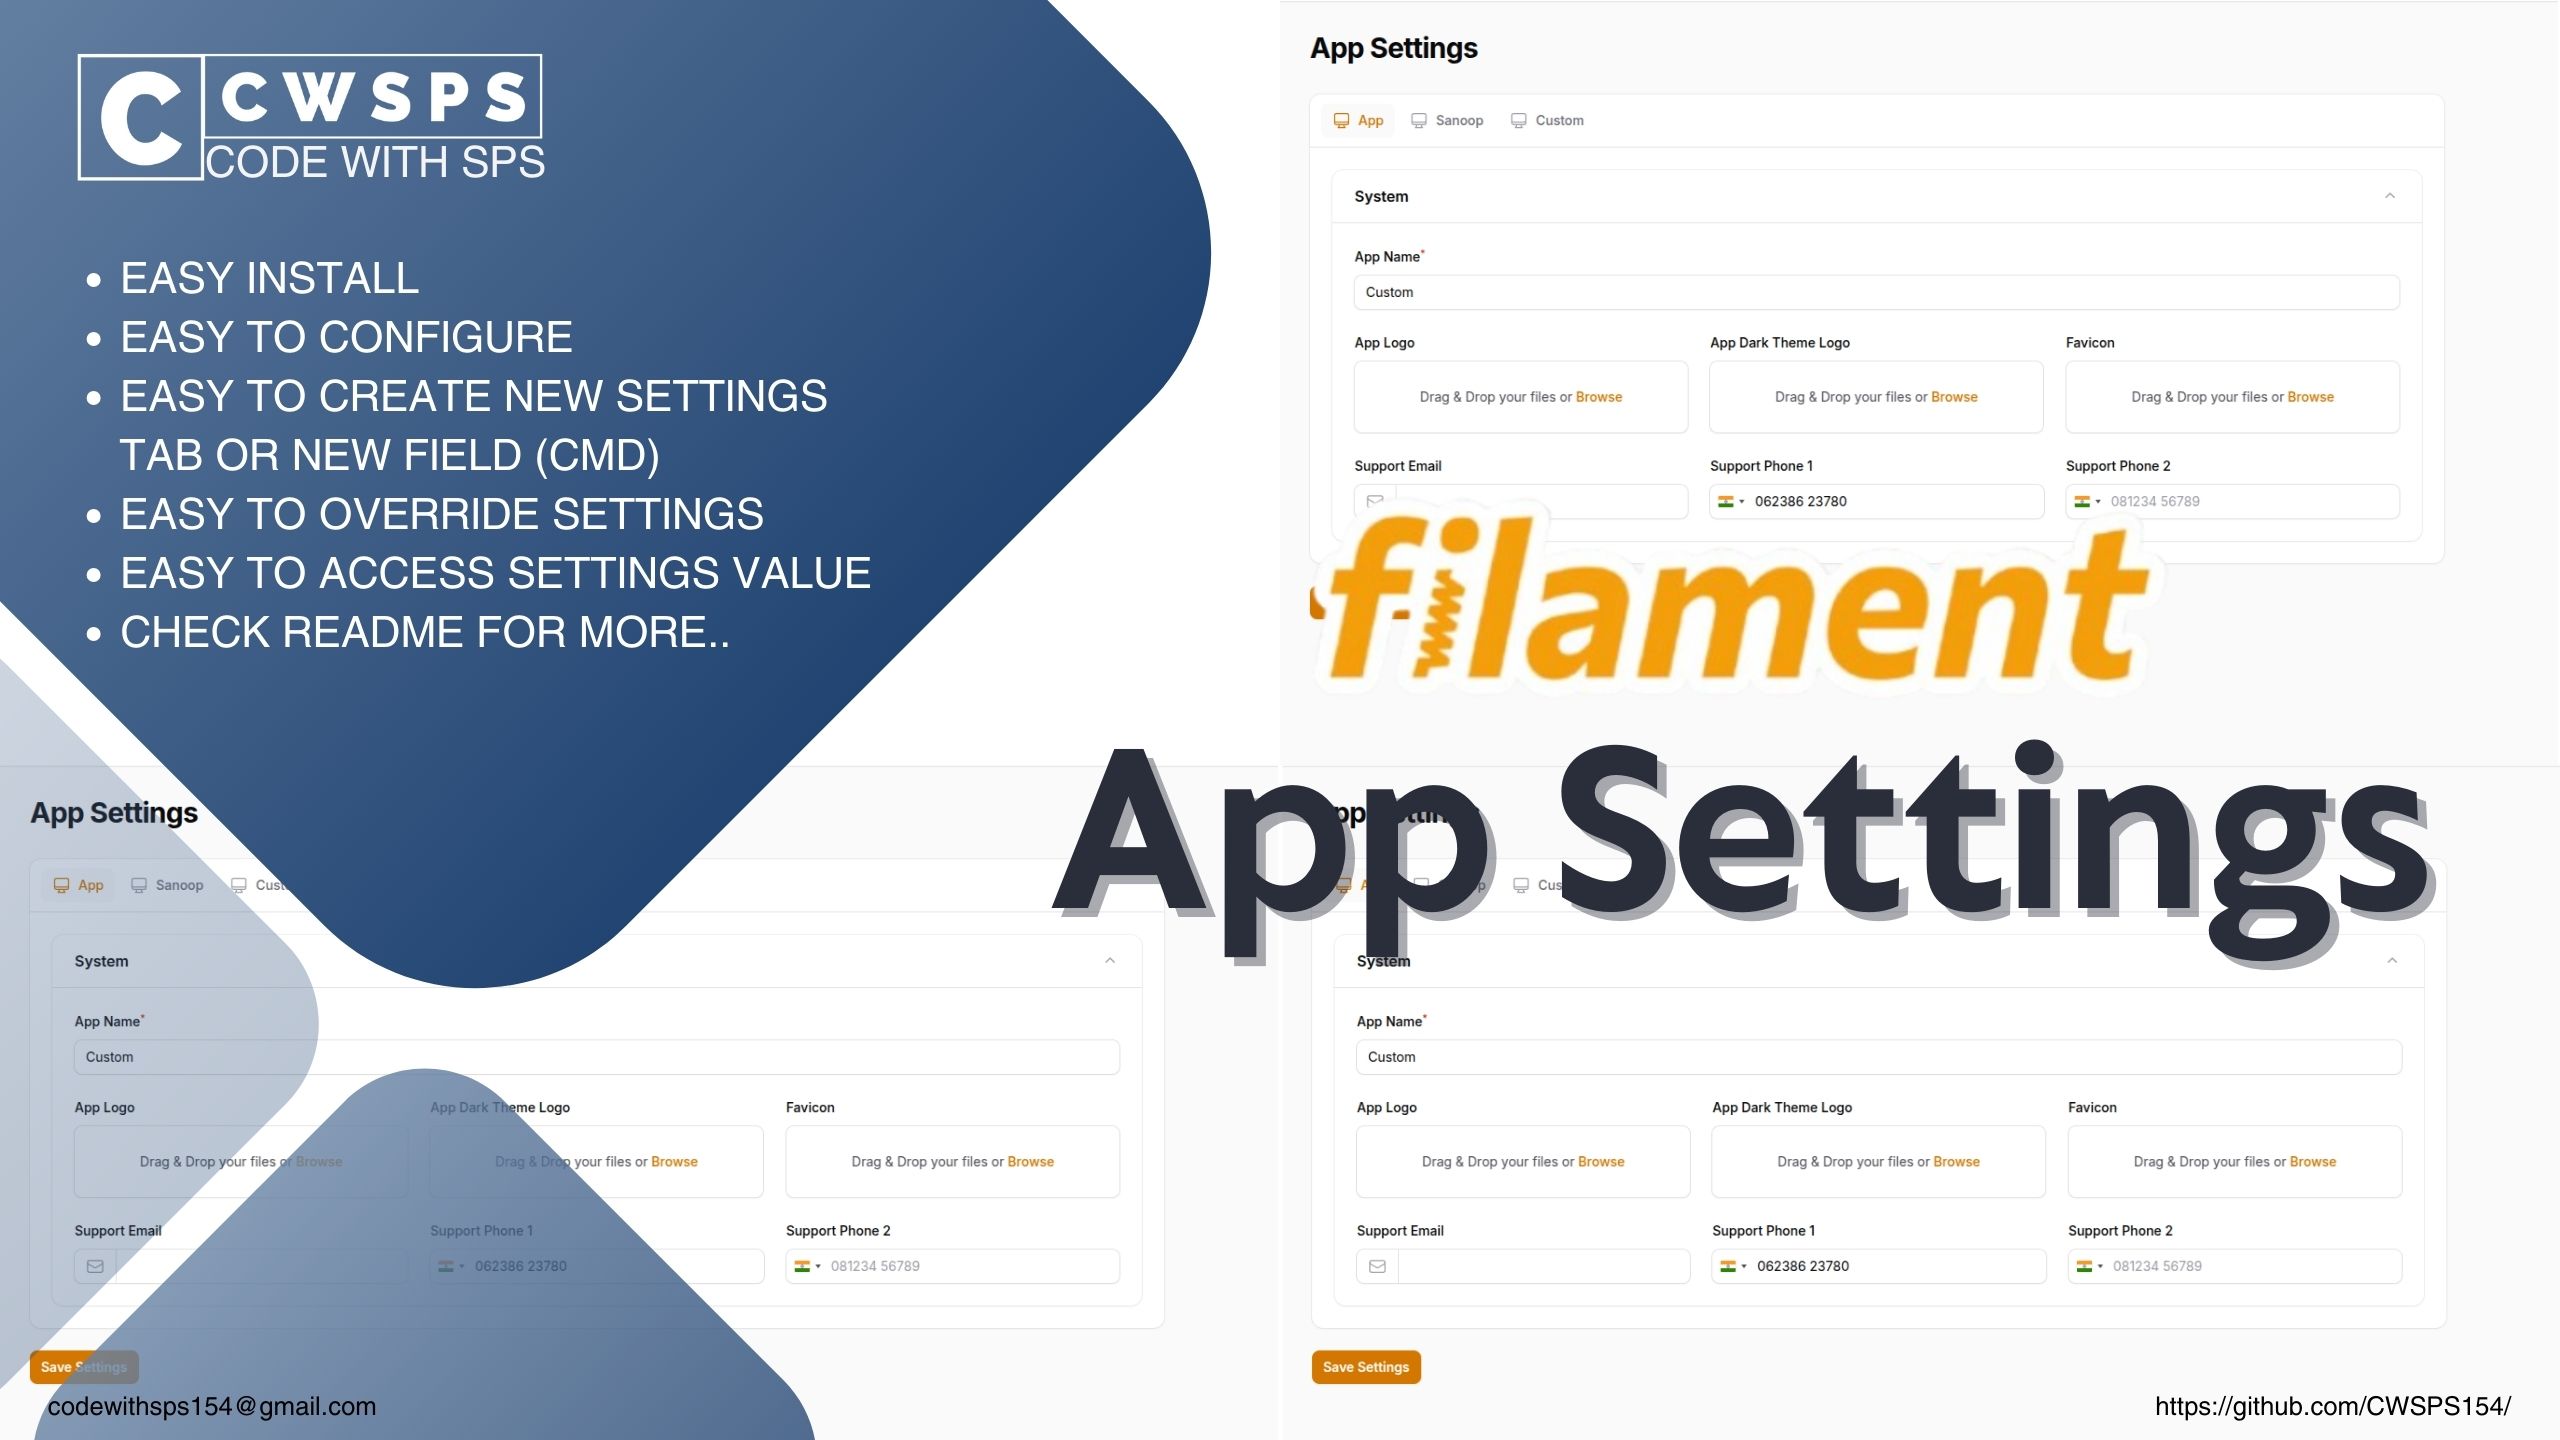 C
CWSPS
CODE WITH SPS
• EASY INSTALL
• EASY TO CONFIGURE
• EASY TO CREATE NEW SETTINGS
TAB OR NEW FIELD (CMD)
• EASY TO OVERRIDE SETTINGS
• EASY TO ACCESS SETTINGS VALUE
• CHECK README FOR MORE..
App Settings
App Sanoop Custom
System
App Name*
Custom
App Logo App Dark Theme Logo Favicon
Drag & Drop your files or Browse Drag & Drop your files or Browse Drag & Drop your files or Browse
Support Email Support Phone 1 Support Phone 2
062386 23780 081234 56789
filament
App Settings
App Settings
App Sanoop
System
App Name*
Custom
App Logo App Dark Theme Logo Favicon
Drag & Drop your files or Browse Drag & Drop your files or Browse Drag & Drop your files or Browse
Support Email Support Phone 1 Support Phone 2
062386 23780 081234 56789
Save Settings
System
App Name*
Custom
App Logo App Dark Theme Logo Favicon
Drag & Drop your files or Browse Drag & Drop your files or Browse Drag & Drop your files or Browse
Support Email Support Phone 1 Support Phone 2
062386 23780 081234 56789
Save Settings
codewithsps154@gmail.com
https://github.com/CWSPS154/